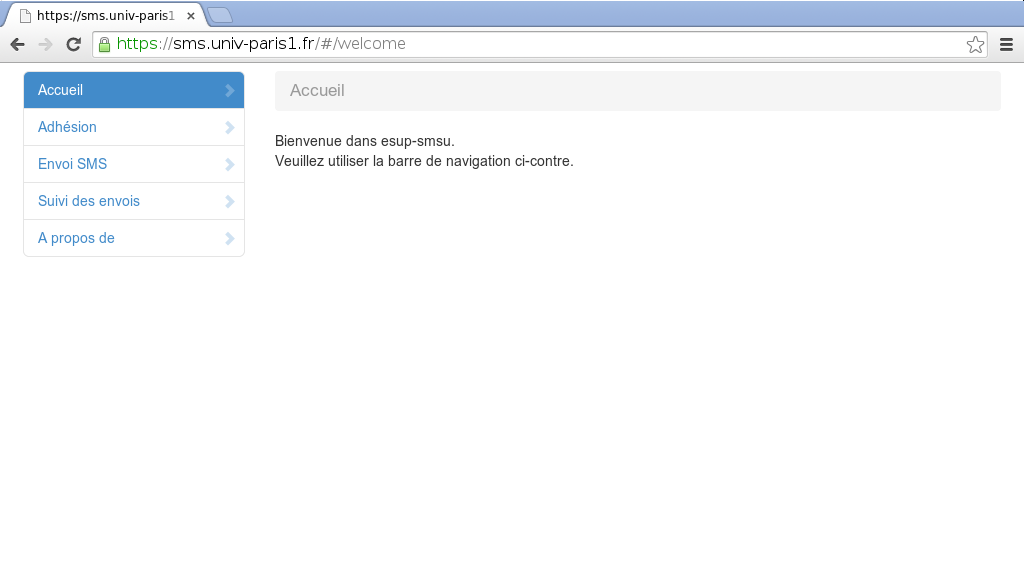 https://sms.univ-paris1
https://sms.univ-paris1.fr/#/welcome
Accueil
Adhésion
Envoi SMS
Suivi des envois
A propos de
Accueil
Bienvenue dans esup-smsu.
Veuillez utiliser la barre de navigation ci-contre.